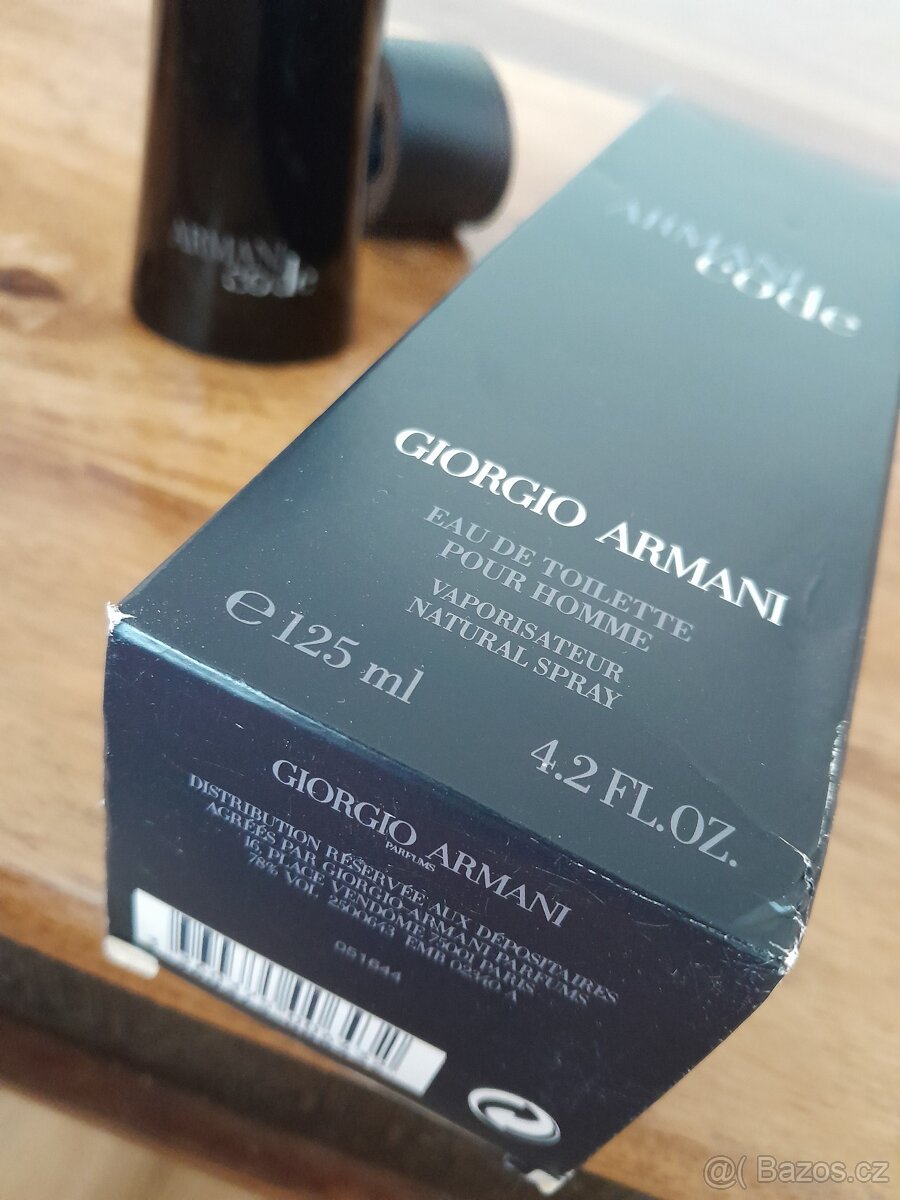 ARMANI
code
ARMANI
code
GIORGIO ARMANI
EAU DE TOILETTE
POUR HOMME
VAPORISATEUR
NATURAL SPRAY
e 125 ml
4.2 FL.OZ.
GIORGIO ARMANI
PARFUMS
DISTRIBUTION RÉSERVÉE AUX DÉPOSITAIRES
AGRÉÉS PAR GIORGIO ARMANI PARFUMS
16, PLACE VENDÔME 75001 PARIS
78% VOL
@( Bazos.cz